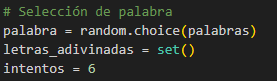 # Selección de palabra
palabra = random.choice(palabras)
letras_adivinadas = set()
intentos = 6